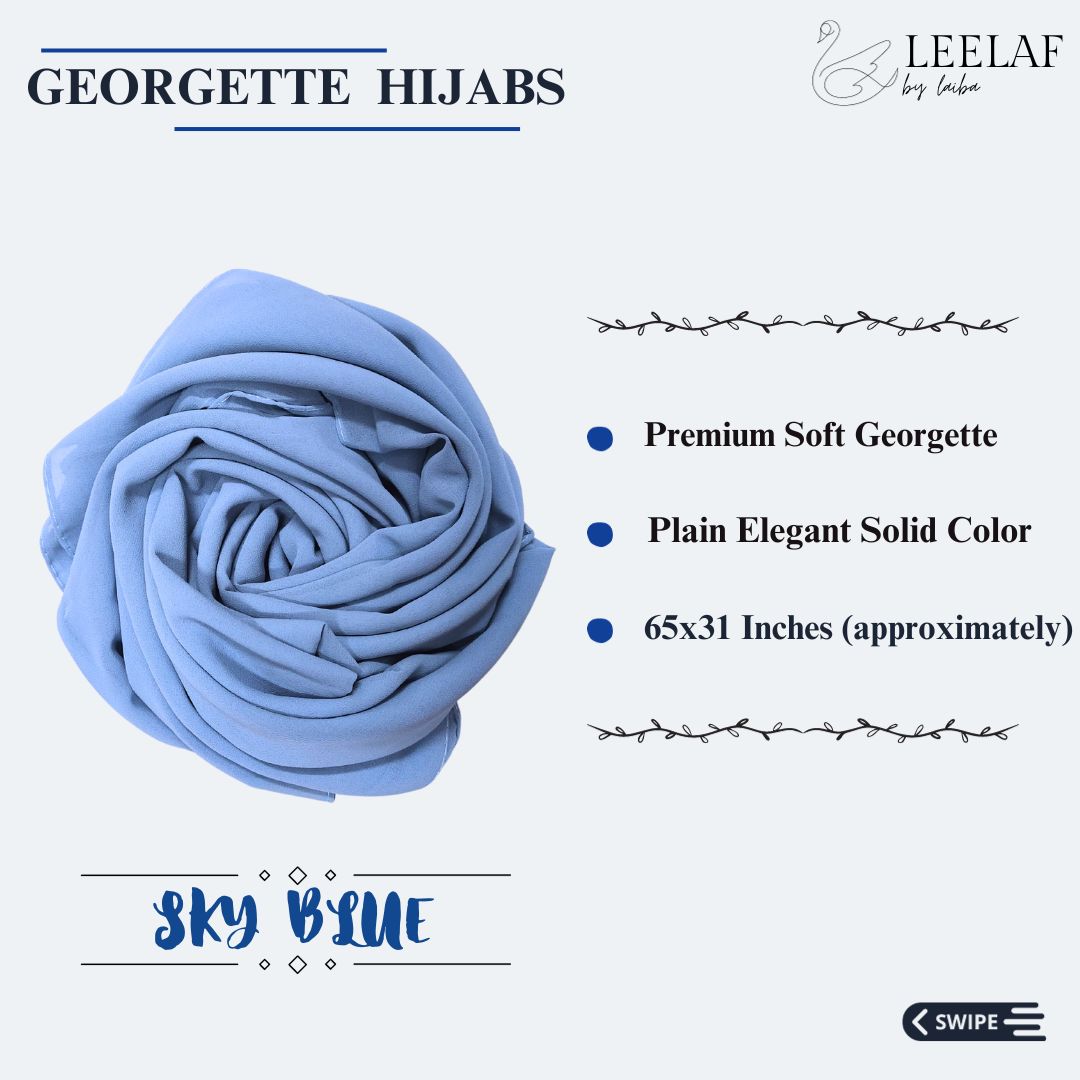 GEORGETTE HIJABS
LEELAF
by laiba
Premium Soft Georgette
Plain Elegant Solid Color
65x31 Inches (approximately)
SKY BLUE
SWIPE